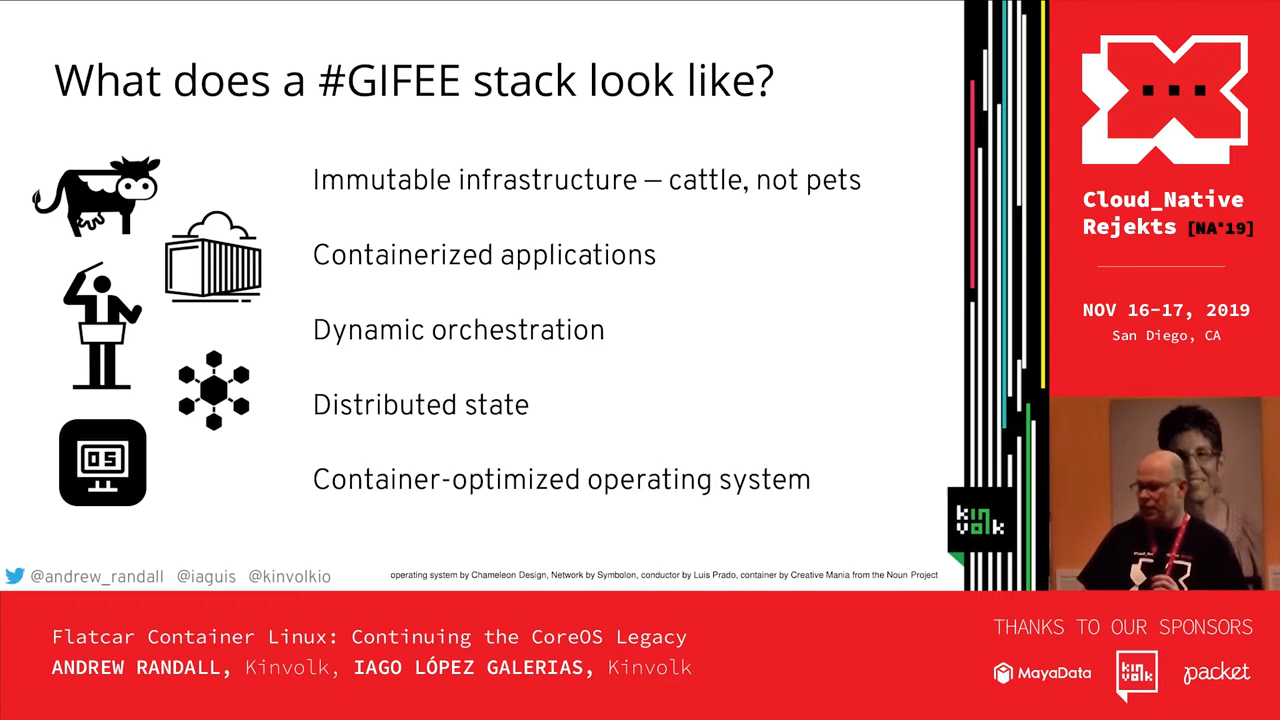 What does a #GIFEE stack look like?
Immutable infrastructure – cattle, not pets
Containerized applications
Dynamic orchestration
Distributed state
OS
Container-optimized operating system
@andrew_randall @iaguis @kinvolkio
operating system by Chameleon Design, Network by Symbolon, conductor by Luis Prado, container by Creative Mania from the Noun Project
kin
volk
Cloud_Native
Rejekts [NA'19]
NOV 16-17, 2019
San Diego, CA
Flatcar Container Linux: Continuing the CoreOS Legacy
ANDREW RANDALL, Kinvolk, IAGO LÓPEZ GALERIAS, Kinvolk
THANKS TO OUR SPONSORS
MayaData
kin
volk
packet